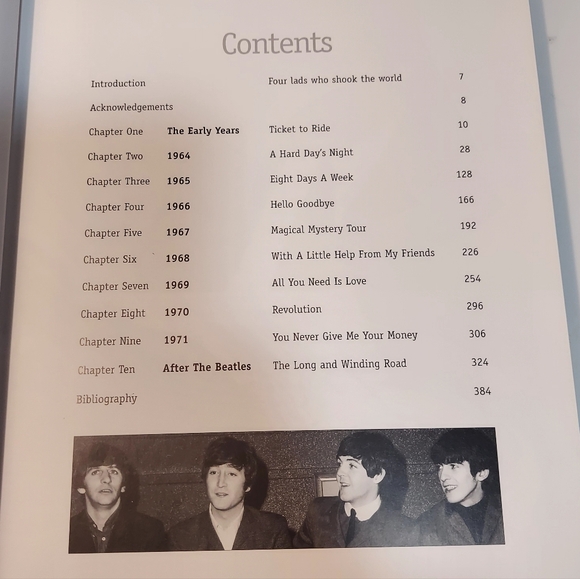 Contents
Introduction Four lads who shook the world 7
Acknowledgements 8
Chapter One The Early Years Ticket to Ride 10
Chapter Two 1964 A Hard Day's Night 28
Chapter Three 1965 Eight Days A Week 128
Chapter Four 1966 Hello Goodbye 166
Chapter Five 1967 Magical Mystery Tour 192
Chapter Six 1968 With A Little Help From My Friends 226
Chapter Seven 1969 All You Need Is Love 254
Chapter Eight 1970 Revolution 296
Chapter Nine 1971 You Never Give Me Your Money 306
Chapter Ten After The Beatles The Long and Winding Road 324
Bibliography 384